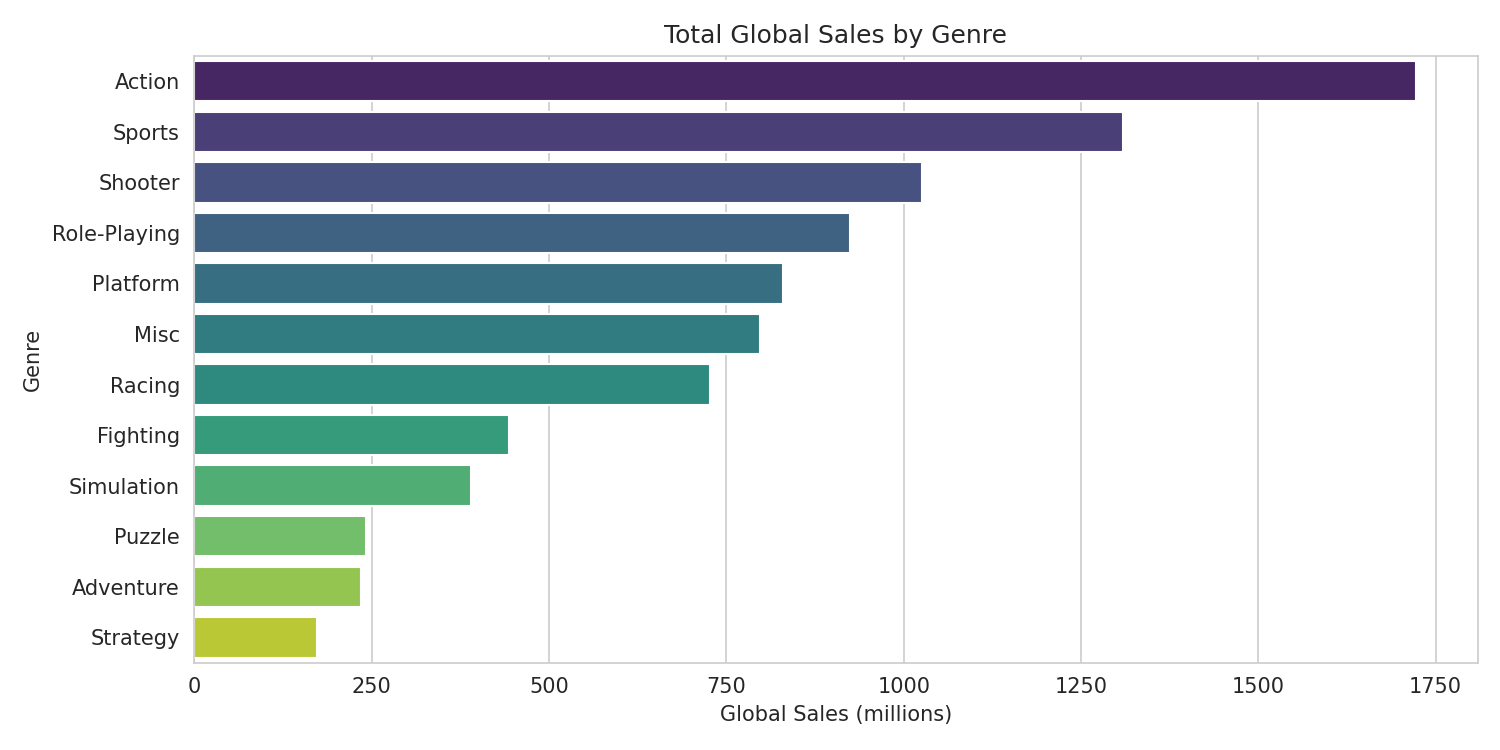 Total Global Sales by Genre
Action
Sports
Shooter
Role-Playing
Platform
Misc
Racing
Fighting
Simulation
Puzzle
Adventure
Strategy
Genre
0 250 500 750 1000 1250 1500 1750
Global Sales (millions)